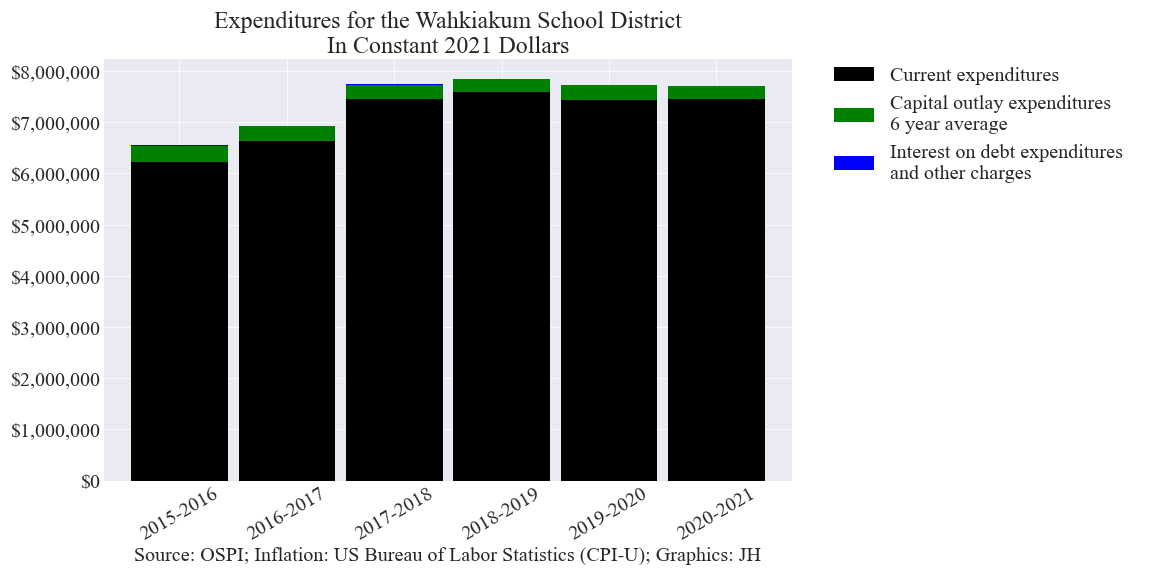 Expenditures for the Wahkiakum School District
In Constant 2021 Dollars
$8,000,000
$7,000,000
$6,000,000
$5,000,000
$4,000,000
$3,000,000
$2,000,000
$1,000,000
$0
2015-2016
2016-2017
2017-2018
2018-2019
2019-2020
2020-2021
Source: OSPI; Inflation: US Bureau of Labor Statistics (CPI-U); Graphics: JH
Current expenditures
Capital outlay expenditures
6 year average
Interest on debt expenditures
and other charges